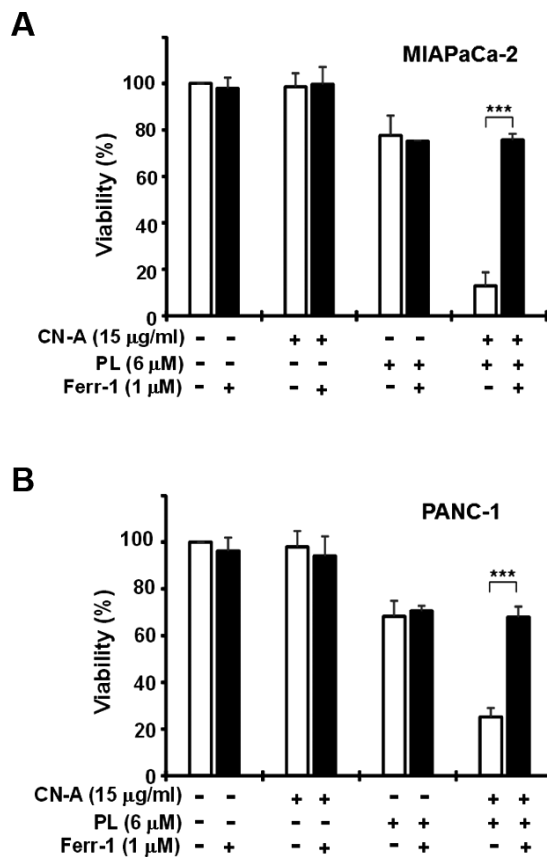 A
MIAPaCa-2
Viability (%)
100
80
60
40
20
0
***
CN-A (15 μg/ml) - - + + - - + +
PL (6 μM) - - - - + + + +
Ferr-1 (1 μM) - + - + - + - +
B
PANC-1
Viability (%)
100
80
60
40
20
0
***
CN-A (15 μg/ml) - - + + - - + +
PL (6 μM) - - - - + + + +
Ferr-1 (1 μM) - + - + - + - +